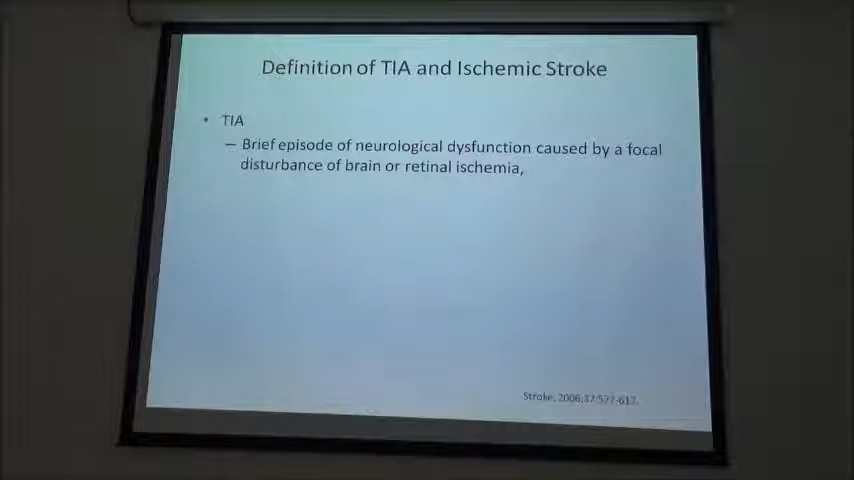 Definition of TIA and Ischemic Stroke
• TIA
– Brief episode of neurological dysfunction caused by a focal
disturbance of brain or retinal ischemia,
Stroke, 2006;37:577-617.